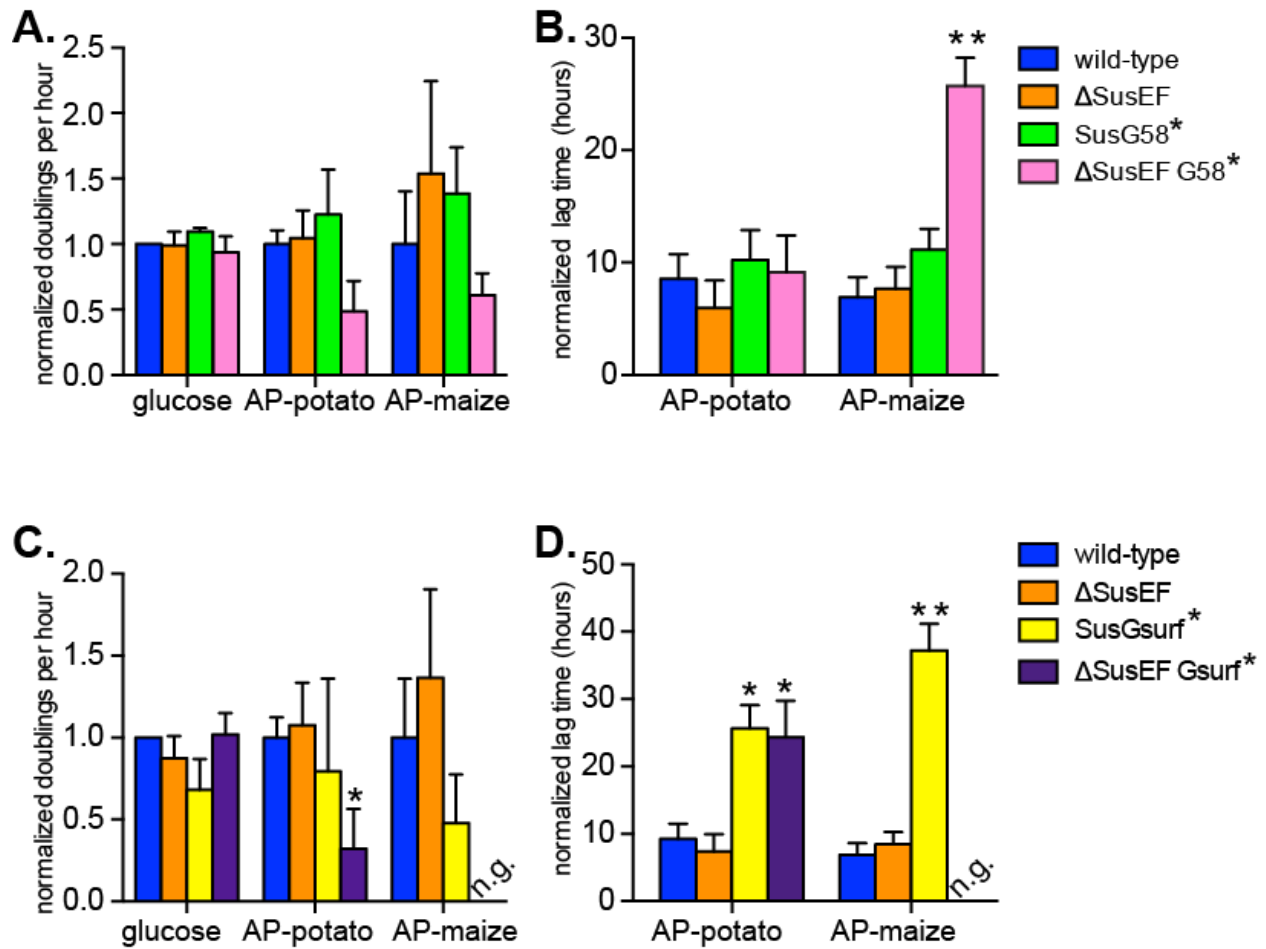 A.
normalized doublings per hour
2.5
2.0
1.5
1.0
0.5
0.0
glucose AP-potato AP-maize
B.
normalized lag time (hours)
30
20
10
0
**
AP-potato AP-maize
wild-type
ΔSusEF
SusG58*
ΔSusEF G58*
C.
normalized doublings per hour
2.0
1.5
1.0
0.5
0.0
*
n.g.
glucose AP-potato AP-maize
D.
normalized lag time (hours)
50
40
30
20
10
0
* *
**
n.g.
AP-potato AP-maize
wild-type
ΔSusEF
SusGsurf*
ΔSusEF Gsurf*